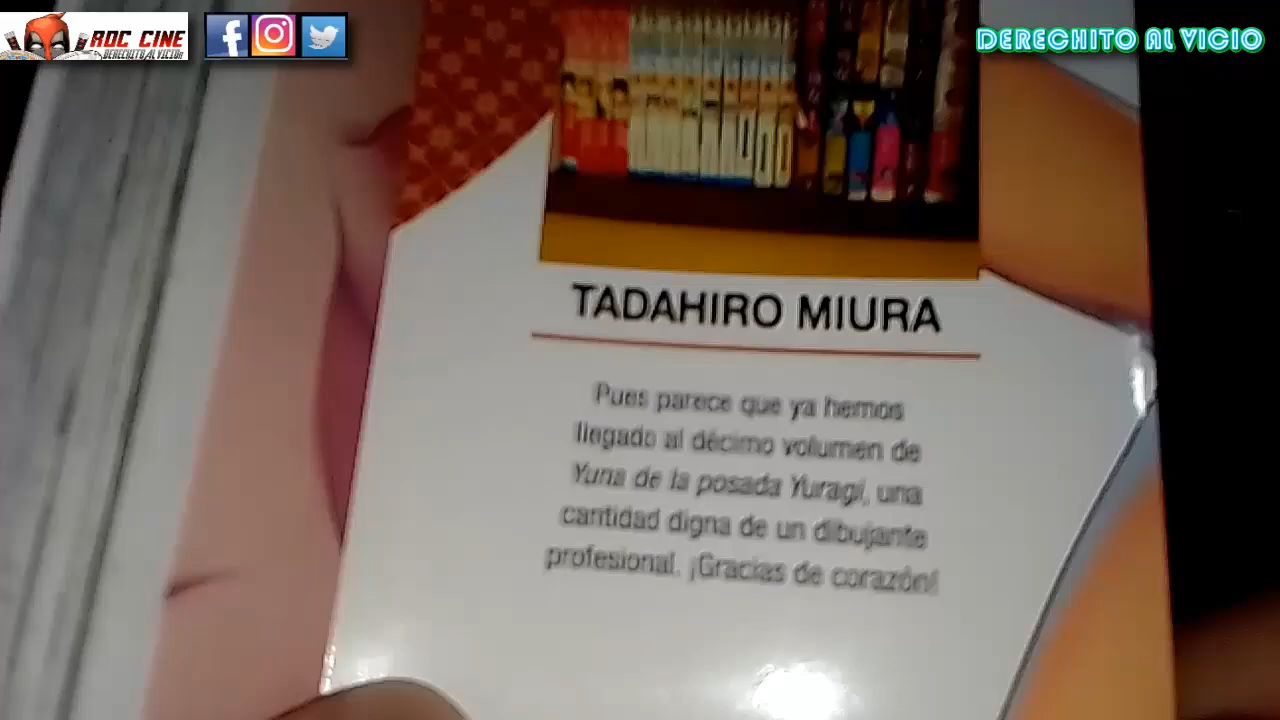 RDC CINE
DERECHITO AL VICIO
DERECHITO AL VICIO
TADAHIRO MIURA
Pues parece que ya hemos
llegado al décimo volumen de
Yuna de la posada Yuragi, una
cantidad digna de un dibujante
profesional. ¡Gracias de corazón!